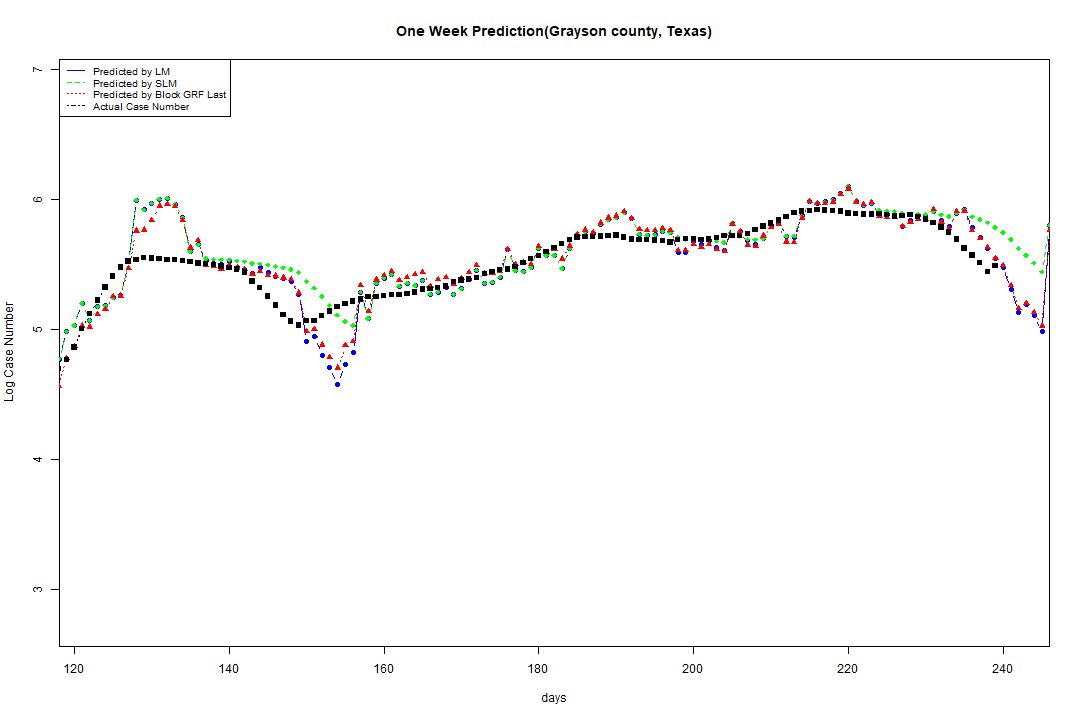 One Week Prediction(Grayson county, Texas)
Predicted by LM
Predicted by SLM
Predicted by Block GRF Last
Actual Case Number
7
6
5
4
3
Log Case Number
120 140 160 180 200 220 240
days